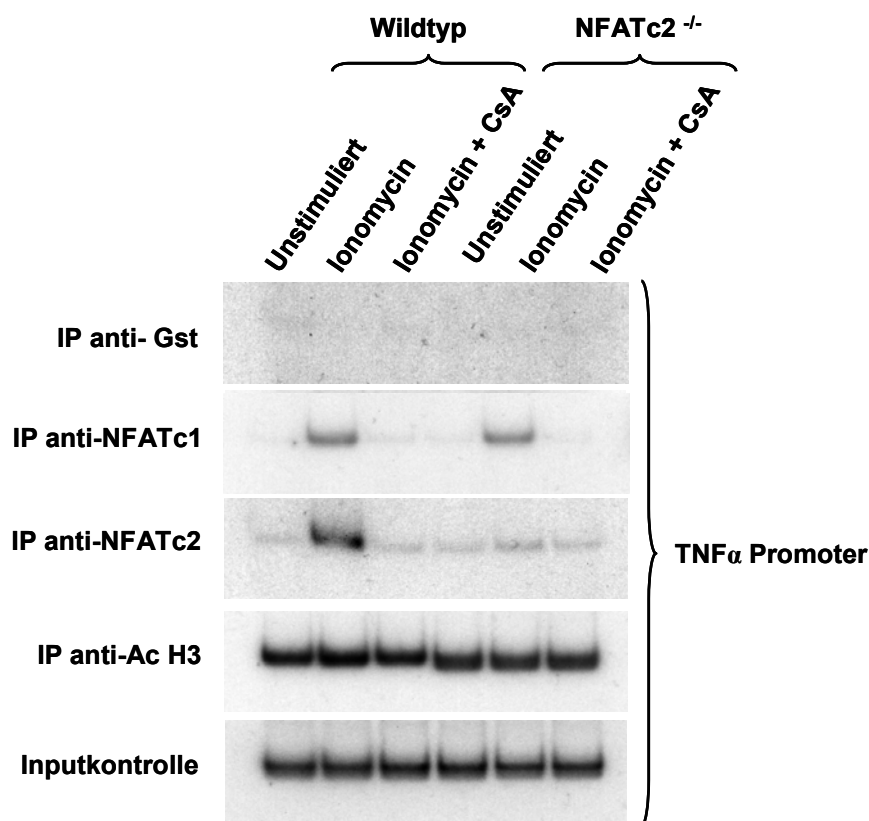 Wildtyp NFATc2 -/-
Unstimuliert
Ionomycin
Ionomycin + CsA
Unstimuliert
Ionomycin
Ionomycin + CsA
IP anti- Gst
IP anti-NFATc1
IP anti-NFATc2
TNFα Promoter
IP anti-Ac H3
Inputkontrolle